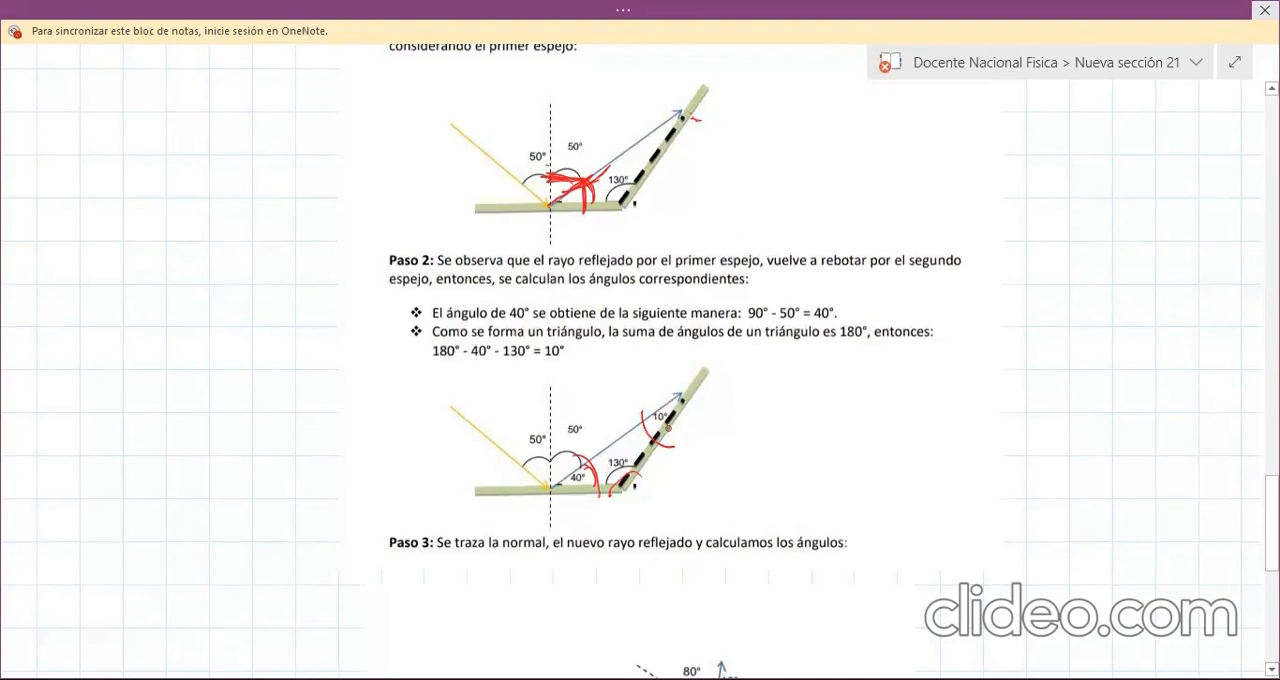 ...
Para sincronizar este bloc de notas, inicie sesión en OneNote.
considerando el primer espejo:
Docente Nacional Fisica > Nueva sección 21
50°
50°
130°
Paso 2: Se observa que el rayo reflejado por el primer espejo, vuelve a rebotar por el segundo
espejo, entonces, se calculan los ángulos correspondientes:
❖ El ángulo de 40° se obtiene de la siguiente manera: 90° - 50° = 40°.
❖ Como se forma un triángulo, la suma de ángulos de un triángulo es 180°, entonces:
180° - 40° - 130° = 10°
10°
50°
50°
130°
40°
Paso 3: Se traza la normal, el nuevo rayo reflejado y calculamos los ángulos:
clideo.com
80°